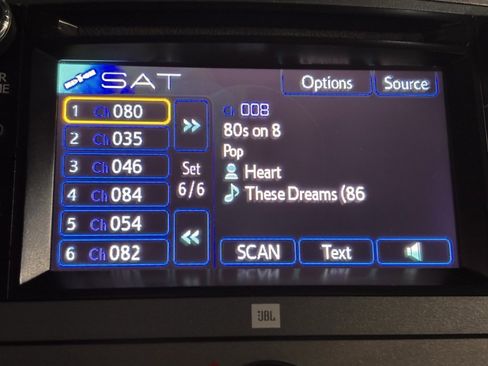 SAT
Options
Source
1 Ch 080
2 Ch 035
3 Ch 046
4 Ch 084
5 Ch 054
6 Ch 082
Set
6/6
Ch 008
80s on 8
Pop
Heart
These Dreams (86
SCAN
Text
JBL